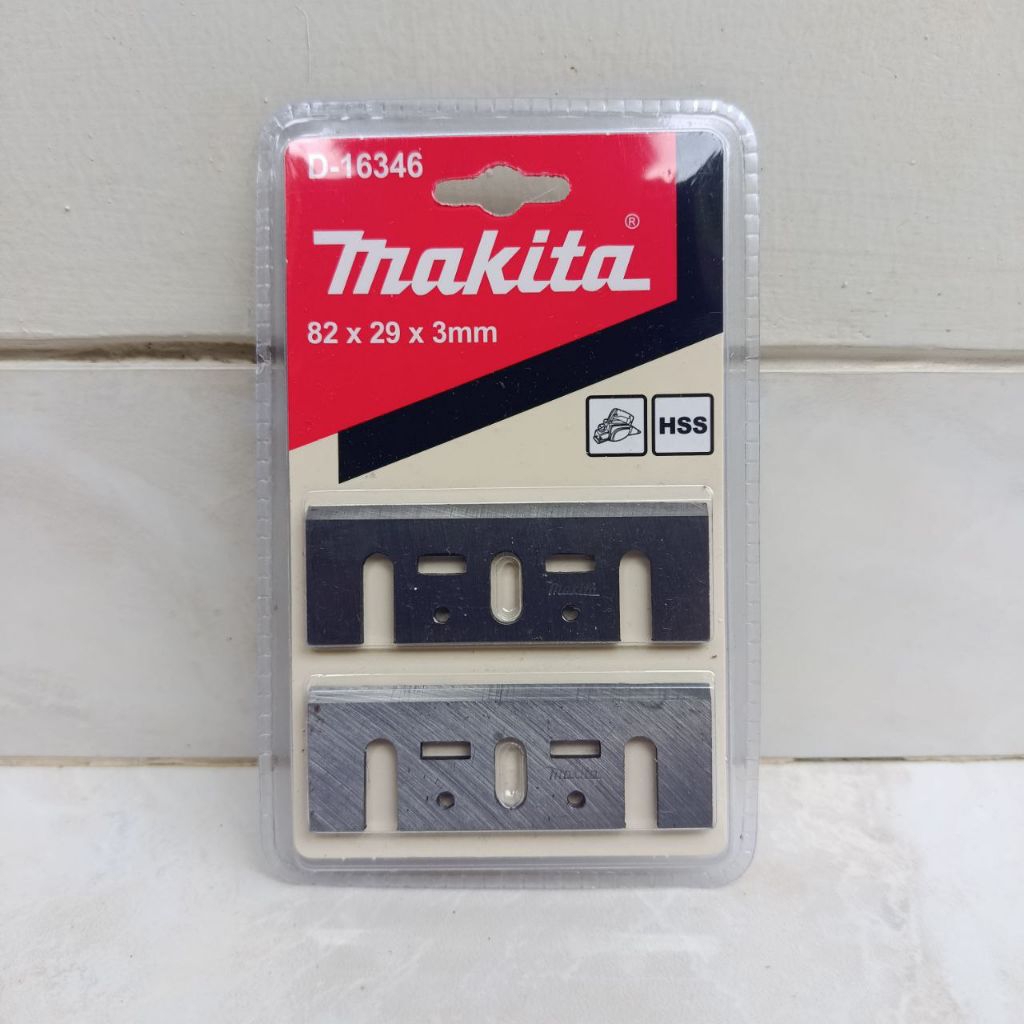 D-16346
makita®
82 x 29 x 3mm
HSS
makita
makita